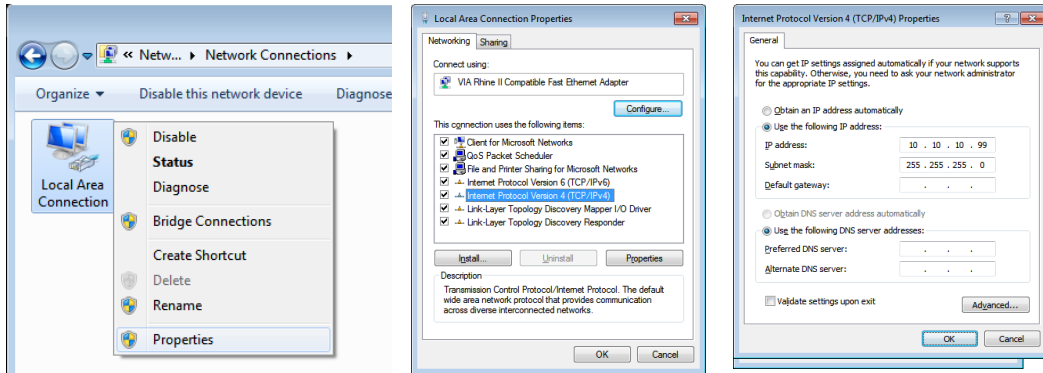 « Netw... Network Connections
Organize Disable this network device Diagnose
Local Area
Connection
Disable
Status
Diagnose
Bridge Connections
Create Shortcut
Delete
Rename
Properties
Local Area Connection Properties
Networking Sharing
Connect using:
VIA Rhine II Compatible Fast Ethernet Adapter
Configure...
This connection uses the following items:
Client for Microsoft Networks
QoS Packet Scheduler
File and Printer Sharing for Microsoft Networks
Internet Protocol Version 6 (TCP/IPv6)
Internet Protocol Version 4 (TCP/IPv4)
Link-Layer Topology Discovery Mapper I/O Driver
Link-Layer Topology Discovery Responder
Install... Uninstall Properties
Description
Transmission Control Protocol/Internet Protocol. The default
wide area network protocol that provides communication
across diverse interconnected networks.
OK Cancel
Internet Protocol Version 4 (TCP/IPv4) Properties
General
You can get IP settings assigned automatically if your network supports
this capability. Otherwise, you need to ask your network administrator
for the appropriate IP settings.
Obtain an IP address automatically
Use the following IP address:
IP address: 10 . 10 . 10 . 99
Subnet mask: 255 . 255 . 255 . 0
Default gateway: . . .
Obtain DNS server address automatically
Use the following DNS server addresses:
Preferred DNS server: . . .
Alternate DNS server: . . .
Validate settings upon exit Advanced...
OK Cancel